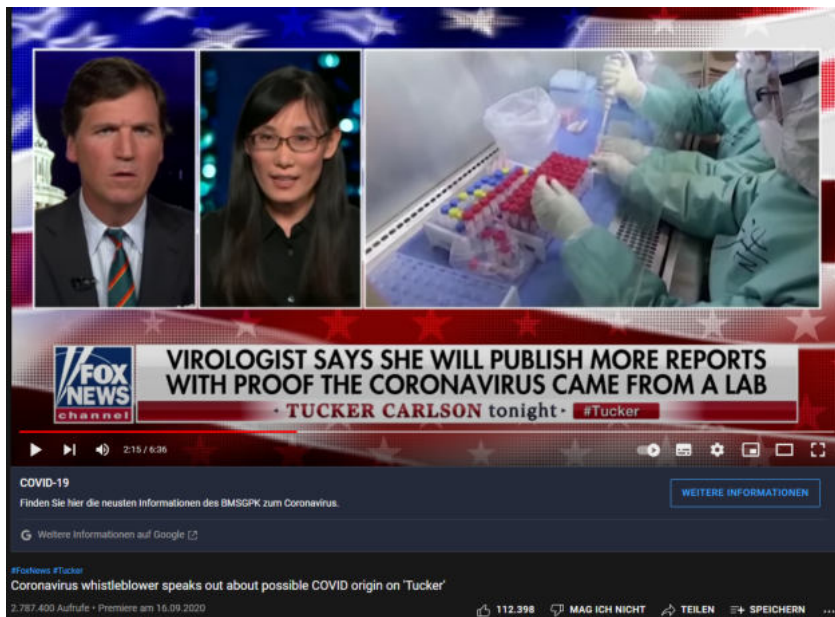 VIROLOGIST SAYS SHE WILL PUBLISH MORE REPORTS
WITH PROOF THE CORONAVIRUS CAME FROM A LAB
FOX
NEWS
channel
· TUCKER CARLSON tonight · #Tucker
2:15 / 6:36
COVID-19
Finden Sie hier die neusten Informationen des BMSGPK zum Coronavirus.
WEITERE INFORMATIONEN
G Weitere Informationen auf Google
#FoxNews #Tucker
Coronavirus whistleblower speaks out about possible COVID origin on 'Tucker'
2.787.400 Aufrufe • Premiere am 16.09.2020
112.398 MAG ICH NICHT TEILEN SPEICHERN ...